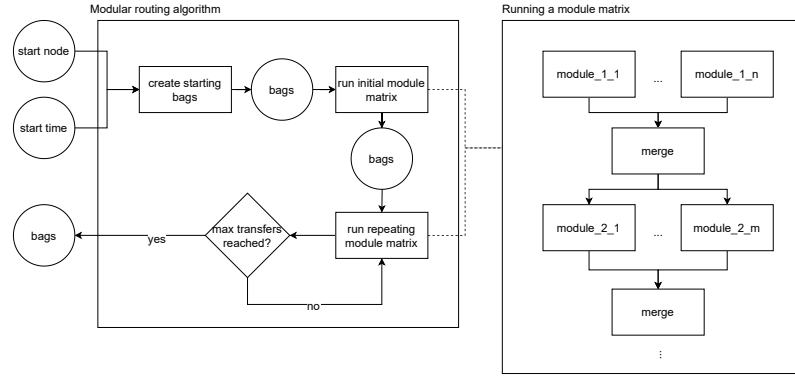 Modular routing algorithm
start node
start time
create starting
bags
bags
run initial module
matrix
bags
run repeating
module matrix
max transfers
reached?
yes
no
bags
Running a module matrix
module_1_1
...
module_1_n
merge
module_2_1
...
module_2_m
merge
...